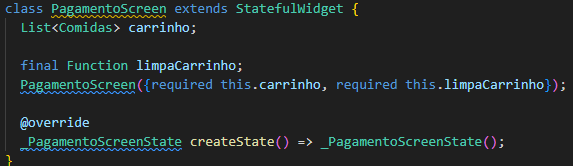 class PagamentoScreen extends StatefulWidget {
  List<Comidas> carrinho;

  final Function limpaCarrinho;
  PagamentoScreen({required this.carrinho, required this.limpaCarrinho});

  @override
  _PagamentoScreenState createState() => _PagamentoScreenState();
}